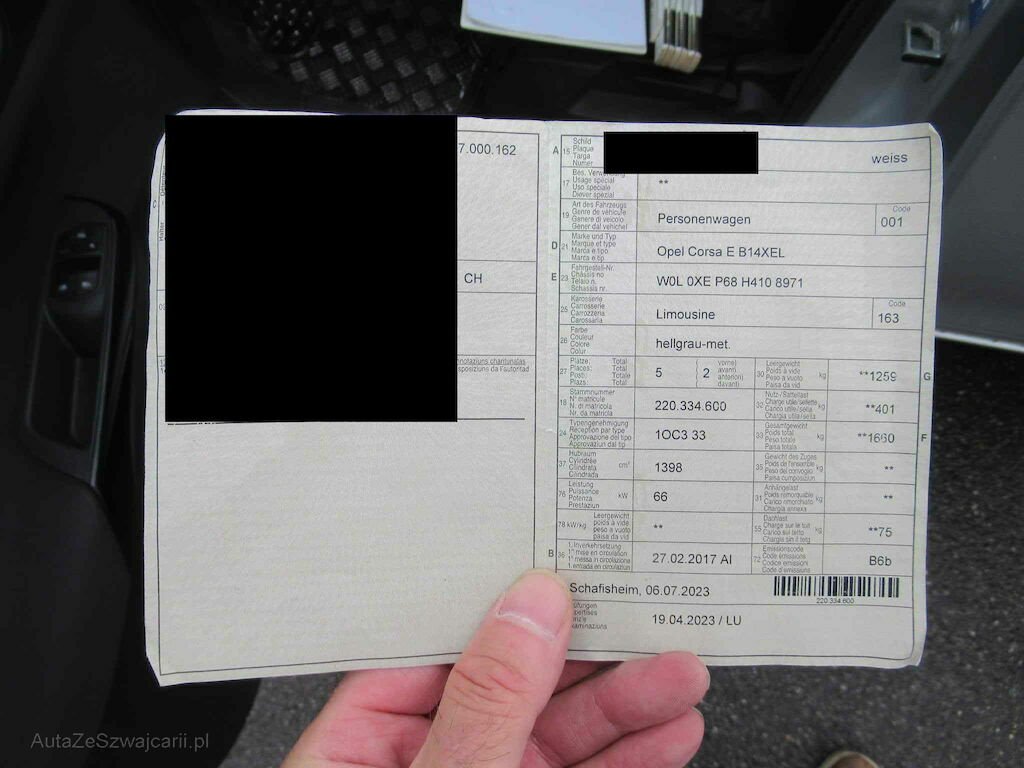 7.000.162
CH
A 15 Schild Plaque Targa Numer
weiss
17 Usage spécial Uso speciale Diever spezial **
19 Art des Fahrzeugs Genre de véhicule Genere di veicolo Gener dal vehichel Personenwagen Code 001
D 21 Marke und Typ Marque et type Marca e tipo Marca e tip Opel Corsa E B14XEL
E 23 Fahrgestell-Nr. Châssis no Telaio n. Schassis nr. W0L 0XE P68 H410 8971
25 Karosserie Carrosserie Carrozzeria Carossaria Limousine Code 163
26 Farbe Couleur Colore Colur hellgrau-met.
27 Plätze: Total Places: Total Posti: Totale Plazs: Total 5 ( 2 vorne) avant) anteriori) davant) 30 Leergewicht Poids à vide Peso a vuoto Paisa da vid kg **1259 G
18 Stammnummer N° matricule N. di matricola Nr. da matricla 220.334.600 32 Nutz-/Sattellast Charge utile/sellette Carico utile/sella Chargia utila/sella kg **401
24 Typengenehmigung Réception par type Approvazione del tipo Approvaziun dal tip 1OC3 33 33 Gesamtgewicht Poids total Peso totale Paisa totala kg **1660 F
37 Hubraum Cylindrée Cilindrata Cilindrada cm³ 1398 35 Gewicht des Zuges Poids de l'ensemble Peso del convoglio Paisa cumposiziun kg **
76 Leistung Puissance Potenza Prestaziun kW 66 31 Anhängelast Poids remorquable Carico rimorchiato Chargia annexa kg **
78 kW/kg Leergewicht poids à vide peso a vuoto paisa da vid ** 55 Dachlast Charge sur le toit Carico sul tetto Chargia sin il tetg kg **75
B 36 1. Inverkehrsetzung 1re mise en circulation 1a messa in circolazione 1. entrada en circulaziun 27.02.2017 AI 72 Emissionscode Code émissions Codice emissioni Code d'emissions B6b
Schafisheim, 06.07.2023
220 334 600
19.04.2023 / LU
AutaZeSzwajcarii.pl